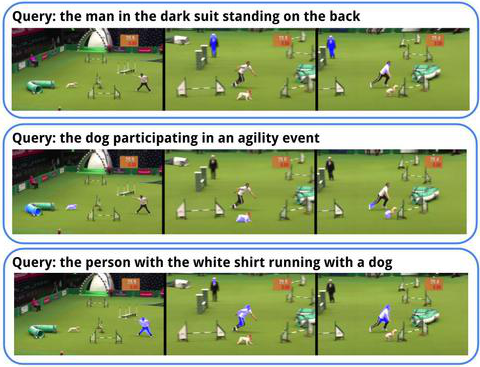 Query: the man in the dark suit standing on the back
Query: the dog participating in an agility event
Query: the person with the white shirt running with a dog